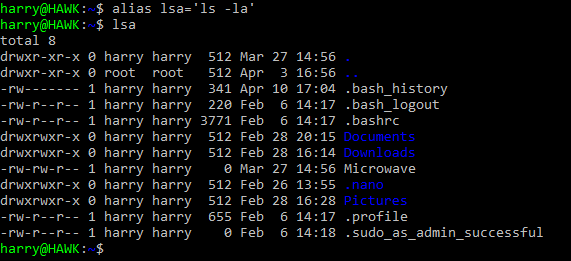 harry@HAWK:~$ alias lsa='ls -la'
harry@HAWK:~$ lsa
total 8
drwxr-xr-x 0 harry harry  512 Mar 27 14:56 .
drwxr-xr-x 0 root  root   512 Apr  3 16:56 ..
-rw------- 1 harry harry  341 Apr 10 17:04 .bash_history
-rw-r--r-- 1 harry harry  220 Feb  6 14:17 .bash_logout
-rw-r--r-- 1 harry harry 3771 Feb  6 14:17 .bashrc
drwxrwxrwx 0 harry harry  512 Feb 28 20:15 Documents
drwxrwxrwx 0 harry harry  512 Feb 28 16:14 Downloads
-rw-rw-rw- 1 harry harry    0 Mar 27 14:56 Microwave
drwxrwxrwx 0 harry harry  512 Feb 26 13:55 .nano
drwxrwxrwx 0 harry harry  512 Feb 28 16:28 Pictures
-rw-r--r-- 1 harry harry  655 Feb  6 14:17 .profile
-rw-r--r-- 1 harry harry    0 Feb  6 14:18 .sudo_as_admin_successful
harry@HAWK:~$